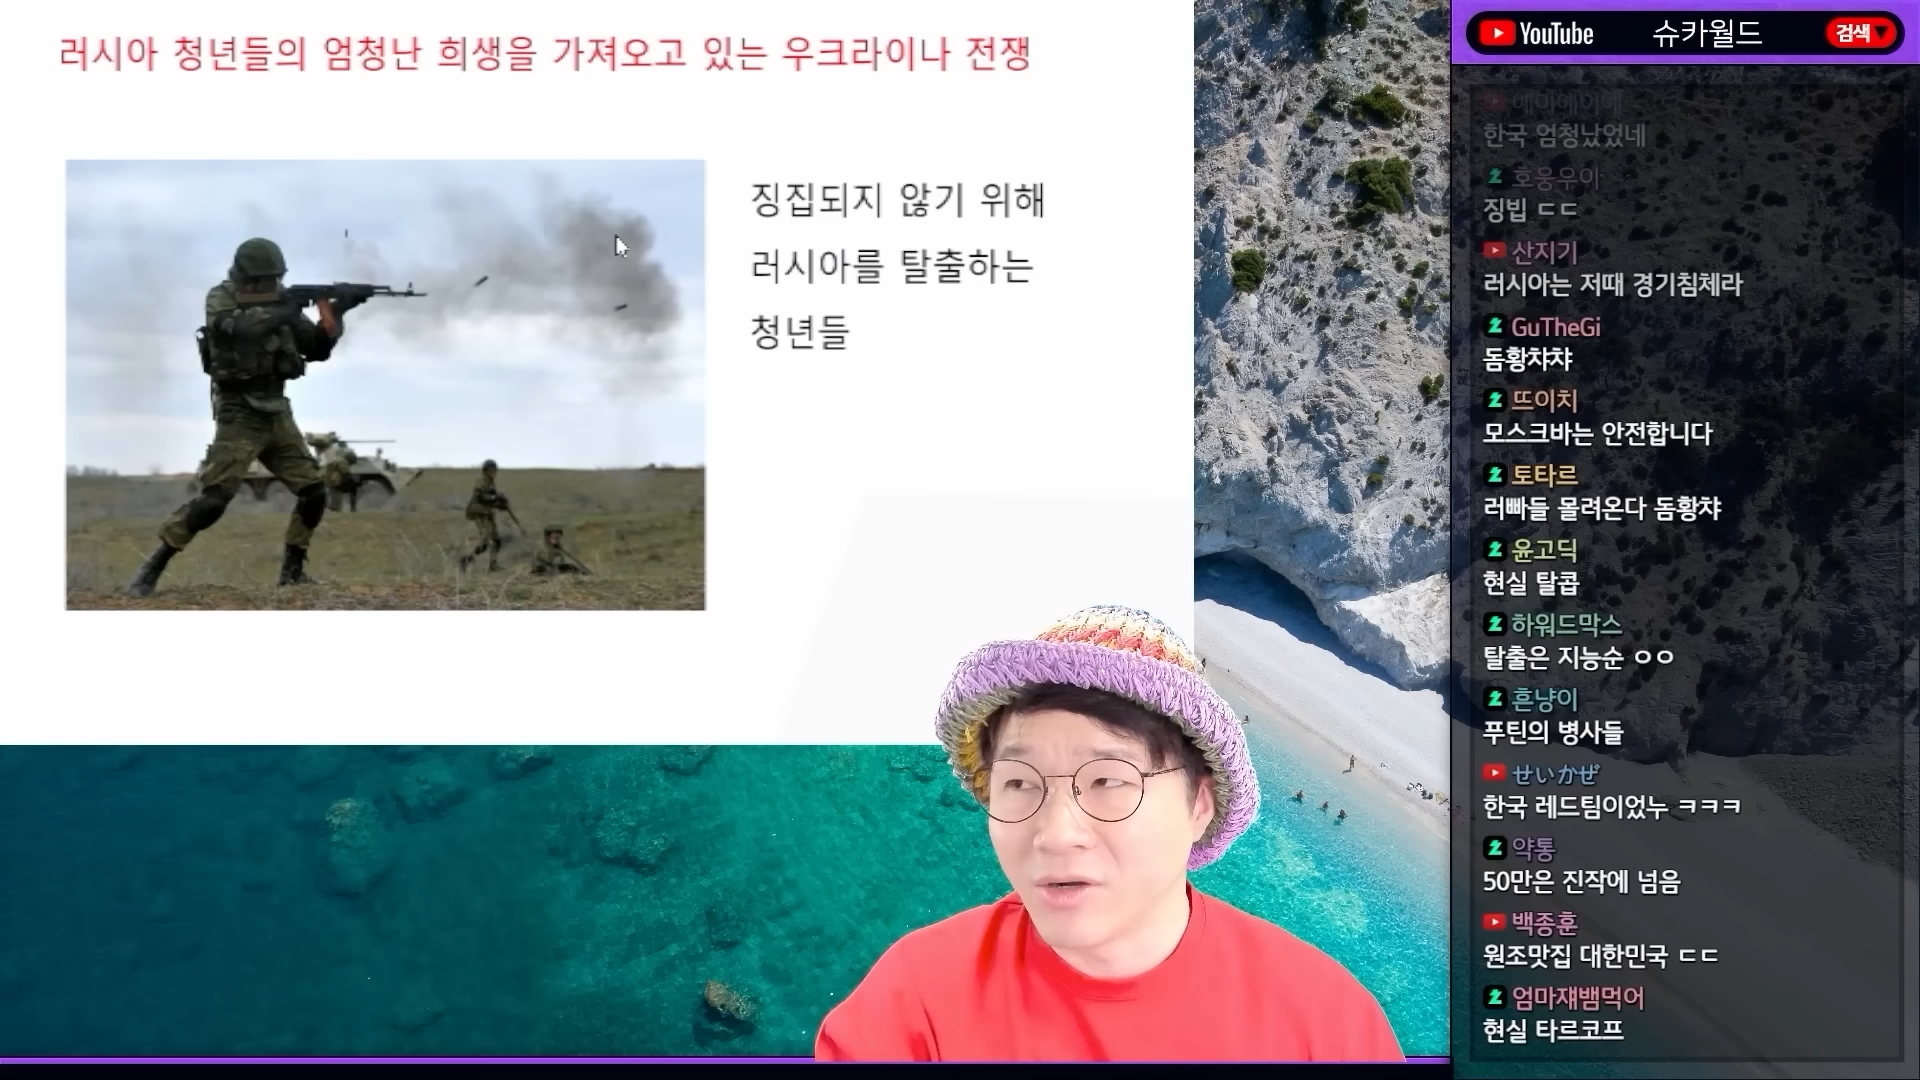 러시아 청년들의 엄청난 희생을 가져오고 있는 우크라이나 전쟁
징집되지 않기 위해
러시아를 탈출하는
청년들
YouTube 슈카월드 검색
한국 엄청났었네
호웅우이
징빕 ㄷㄷ
산지기
러시아는 저때 경기침체라
GuTheGi
돔황챠챠
뜨이치
모스크바는 안전합니다
토타르
러빠들 몰려온다 돔황챠
윤고딕
현실 탈콥
하워드막스
탈출은 지능순 ㅇㅇ
흔냥이
푸틴의 병사들
せいかぜ
한국 레드팀이었누 ㅋㅋㅋ
약통
50만은 진작에 넘음
백종훈
원조맛집 대한민국 ㄷㄷ
엄마쟤뱀먹어
현실 타르코프